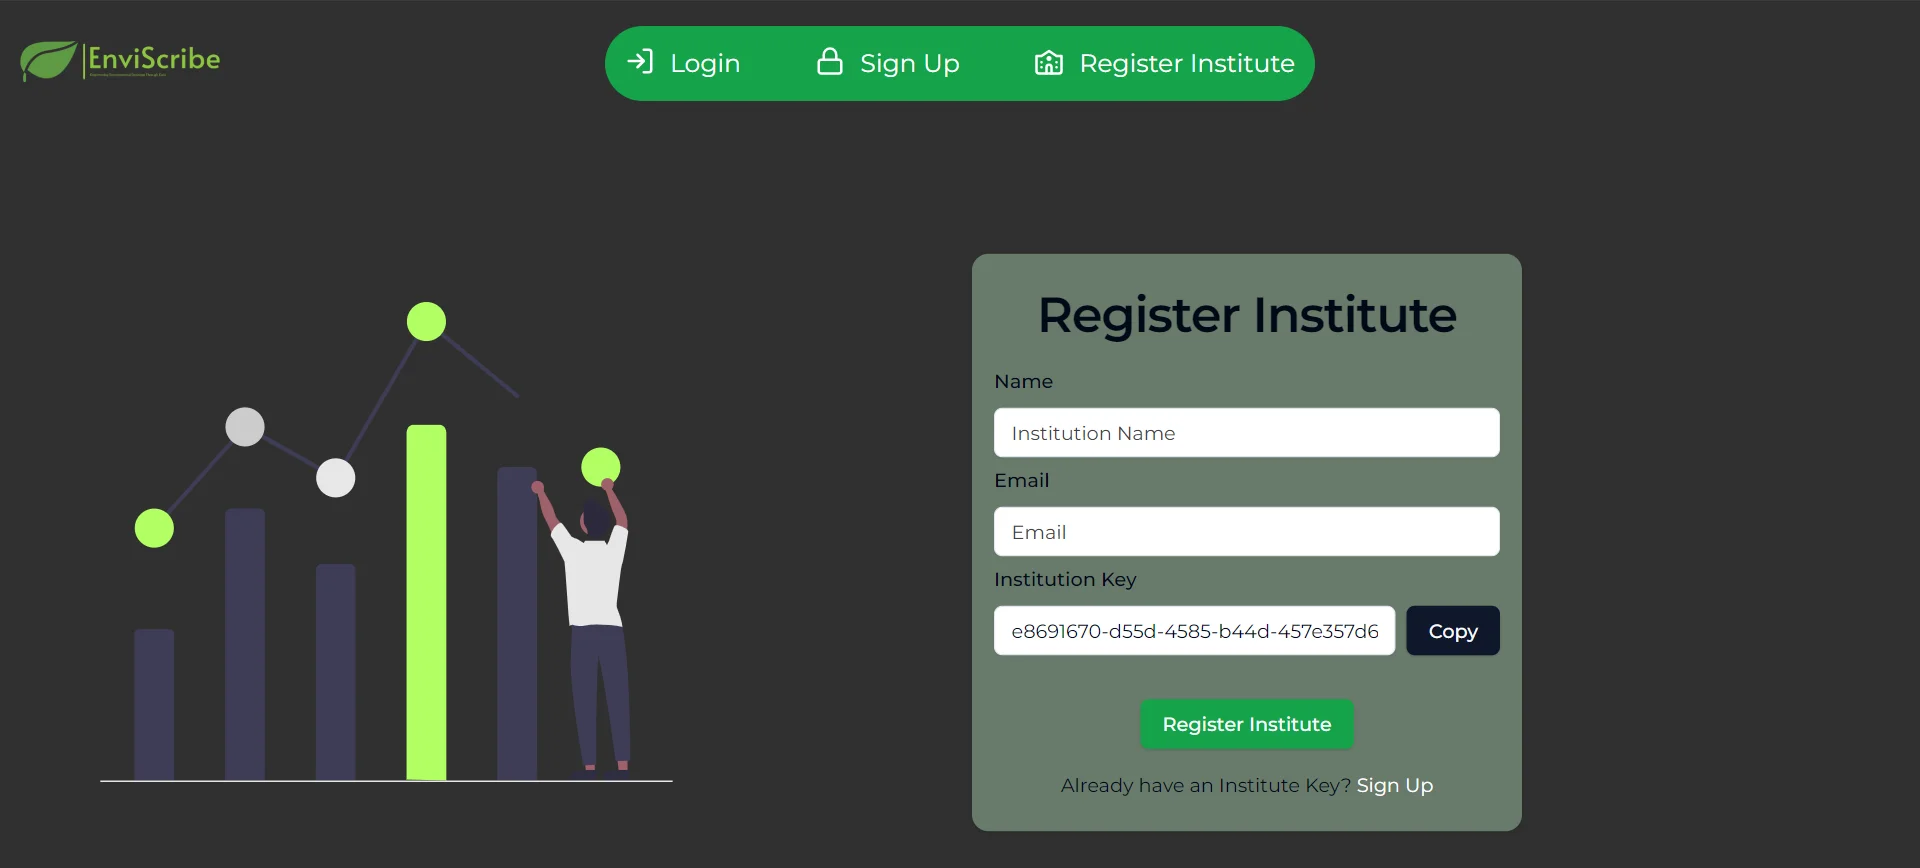 EnviScribe
Login
Sign Up
Register Institute
Register Institute
Name
Institution Name
Email
Email
Institution Key
e8691670-d55d-4585-b44d-457e357d6
Copy
Register Institute
Already have an Institute Key? Sign Up